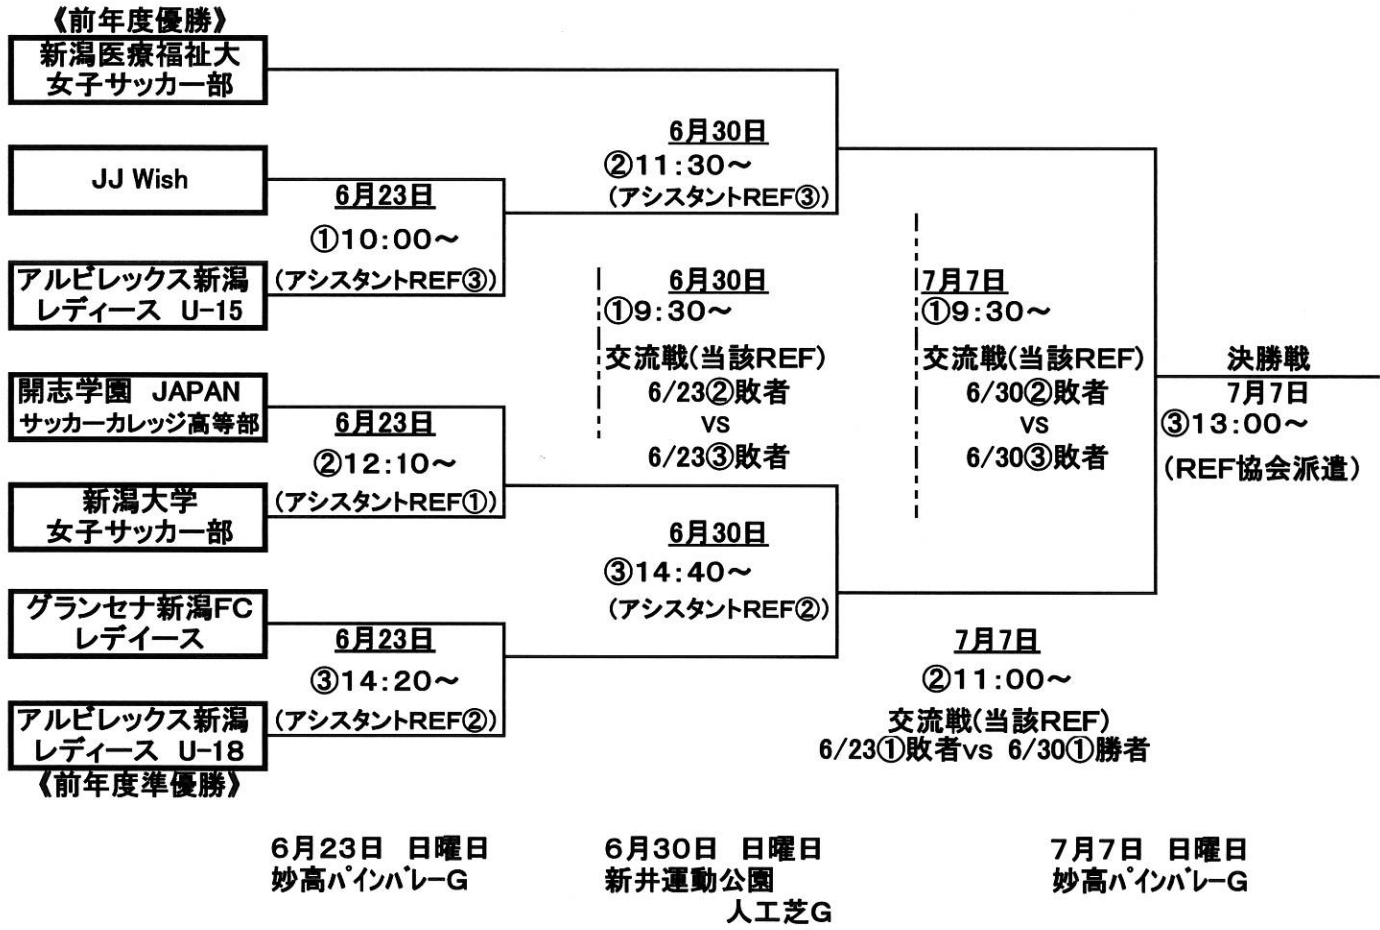 《前年度優勝》
新潟医療福祉大
女子サッカー部
JJ Wish
アルビレックス新潟
レディース U-15
開志学園 JAPAN
サッカーカレッジ高等部
新潟大学
女子サッカー部
グランセナ新潟FC
レデイース
アルビレックス新潟
レディース U-18
《前年度準優勝》
6月23日
①10:00～
(アシスタントREF③)
6月23日
②12:10～
(アシスタントREF①)
6月23日
③14:20～
(アシスタントREF②)
6月30日
②11:30～
(アシスタントREF③)
6月30日
①9:30～
交流戦(当該REF)
6/23②敗者
vs
6/23③敗者
6月30日
③14:40～
(アシスタントREF②)
7月7日
①9:30～
交流戦(当該REF)
6/30②敗者
vs
6/30③敗者
7月7日
②11:00～
交流戦(当該REF)
6/23①敗者vs 6/30①勝者
決勝戦
7月7日
③13:00～
(REF協会派遣)
6月23日 日曜日
妙高ﾊﾟｲﾝﾊﾞﾚｰG
6月30日 日曜日
新井運動公園
人工芝G
7月7日 日曜日
妙高ﾊﾟｲﾝﾊﾞﾚｰG